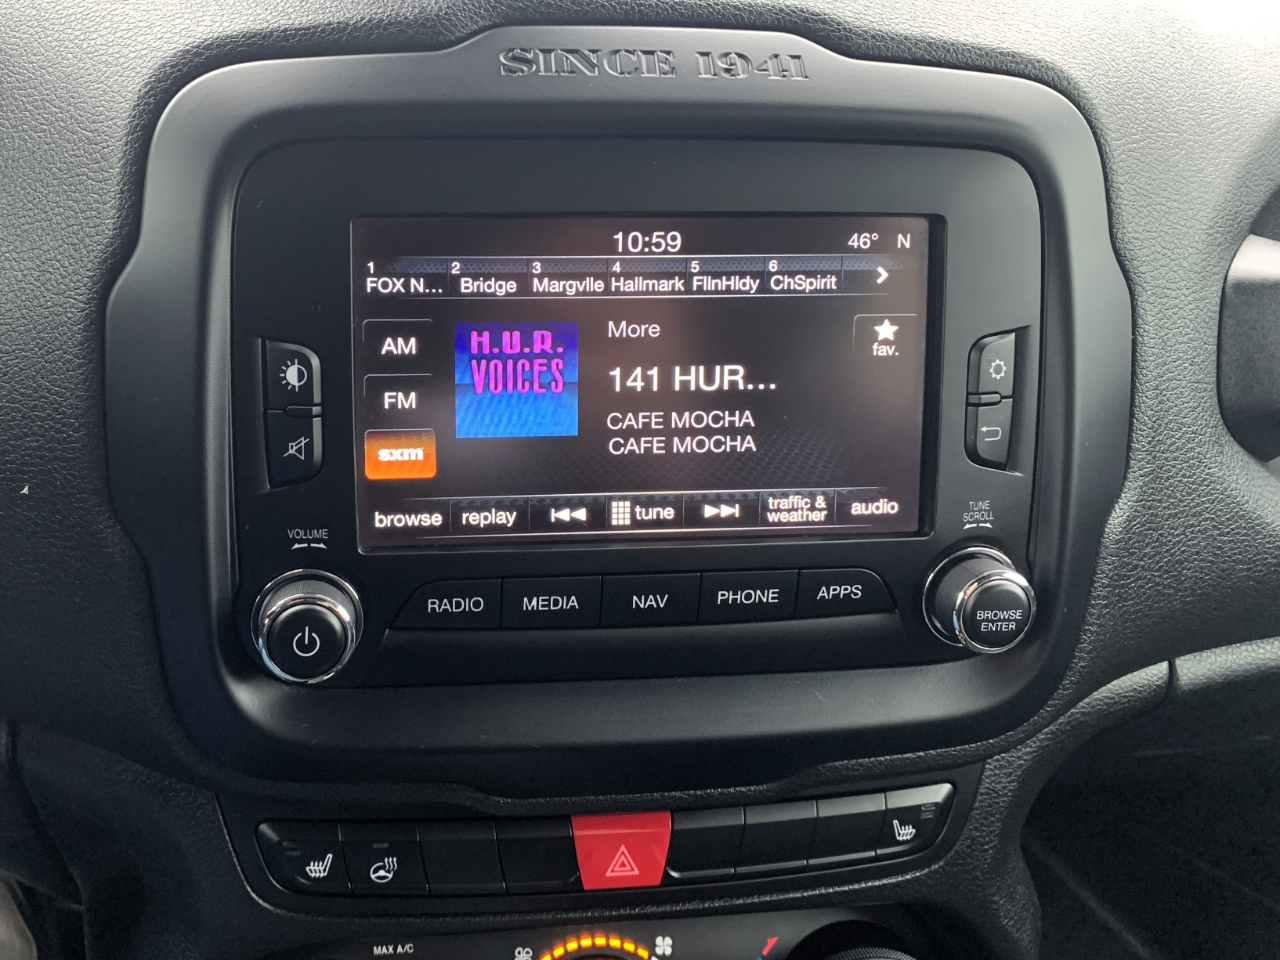 SINCE 1941
10:59 46° N
1 2 3 4 5 6
FOX N... Bridge Margvlle Hallmark FlInHldy ChSpirit
AM
FM
sxm
H.U.R.
VOICES
More
141 HUR...
CAFE MOCHA
CAFE MOCHA
fav.
browse replay tune traffic &
weather audio
VOLUME
TUNE
SCROLL
RADIO MEDIA NAV PHONE APPS
BROWSE
ENTER
MAX A/C